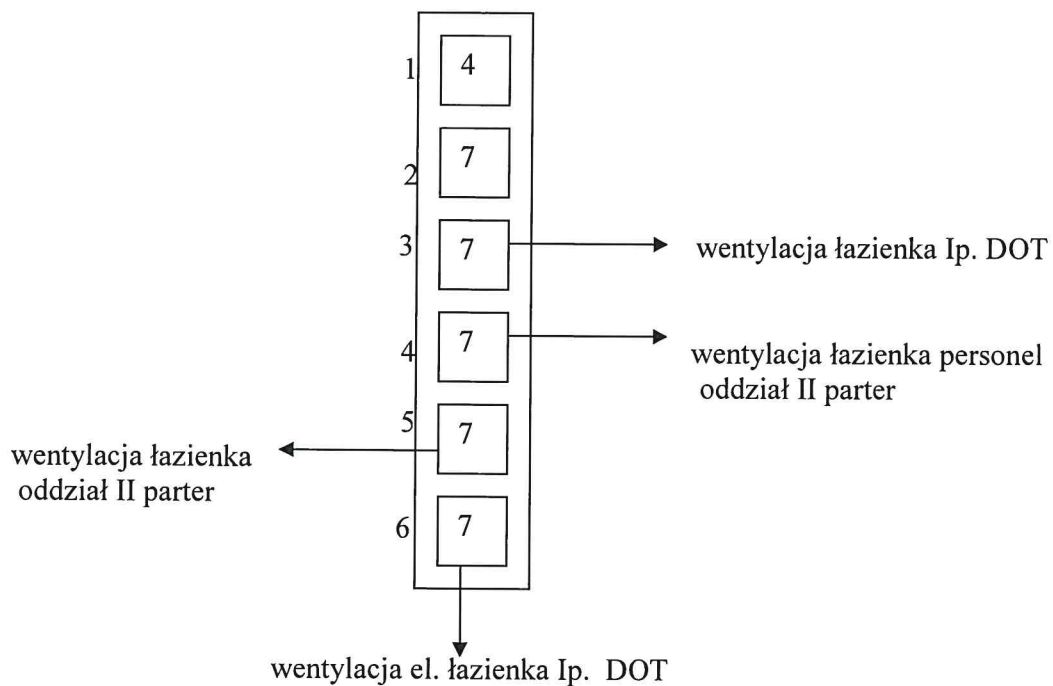 1 4
2 7
3 7 wentylacja łazienka Ip. DOT
4 7 wentylacja łazienka personel
oddział II parter
5 7
wentylacja łazienka
oddział II parter
6 7
wentylacja el. łazienka Ip. DOT